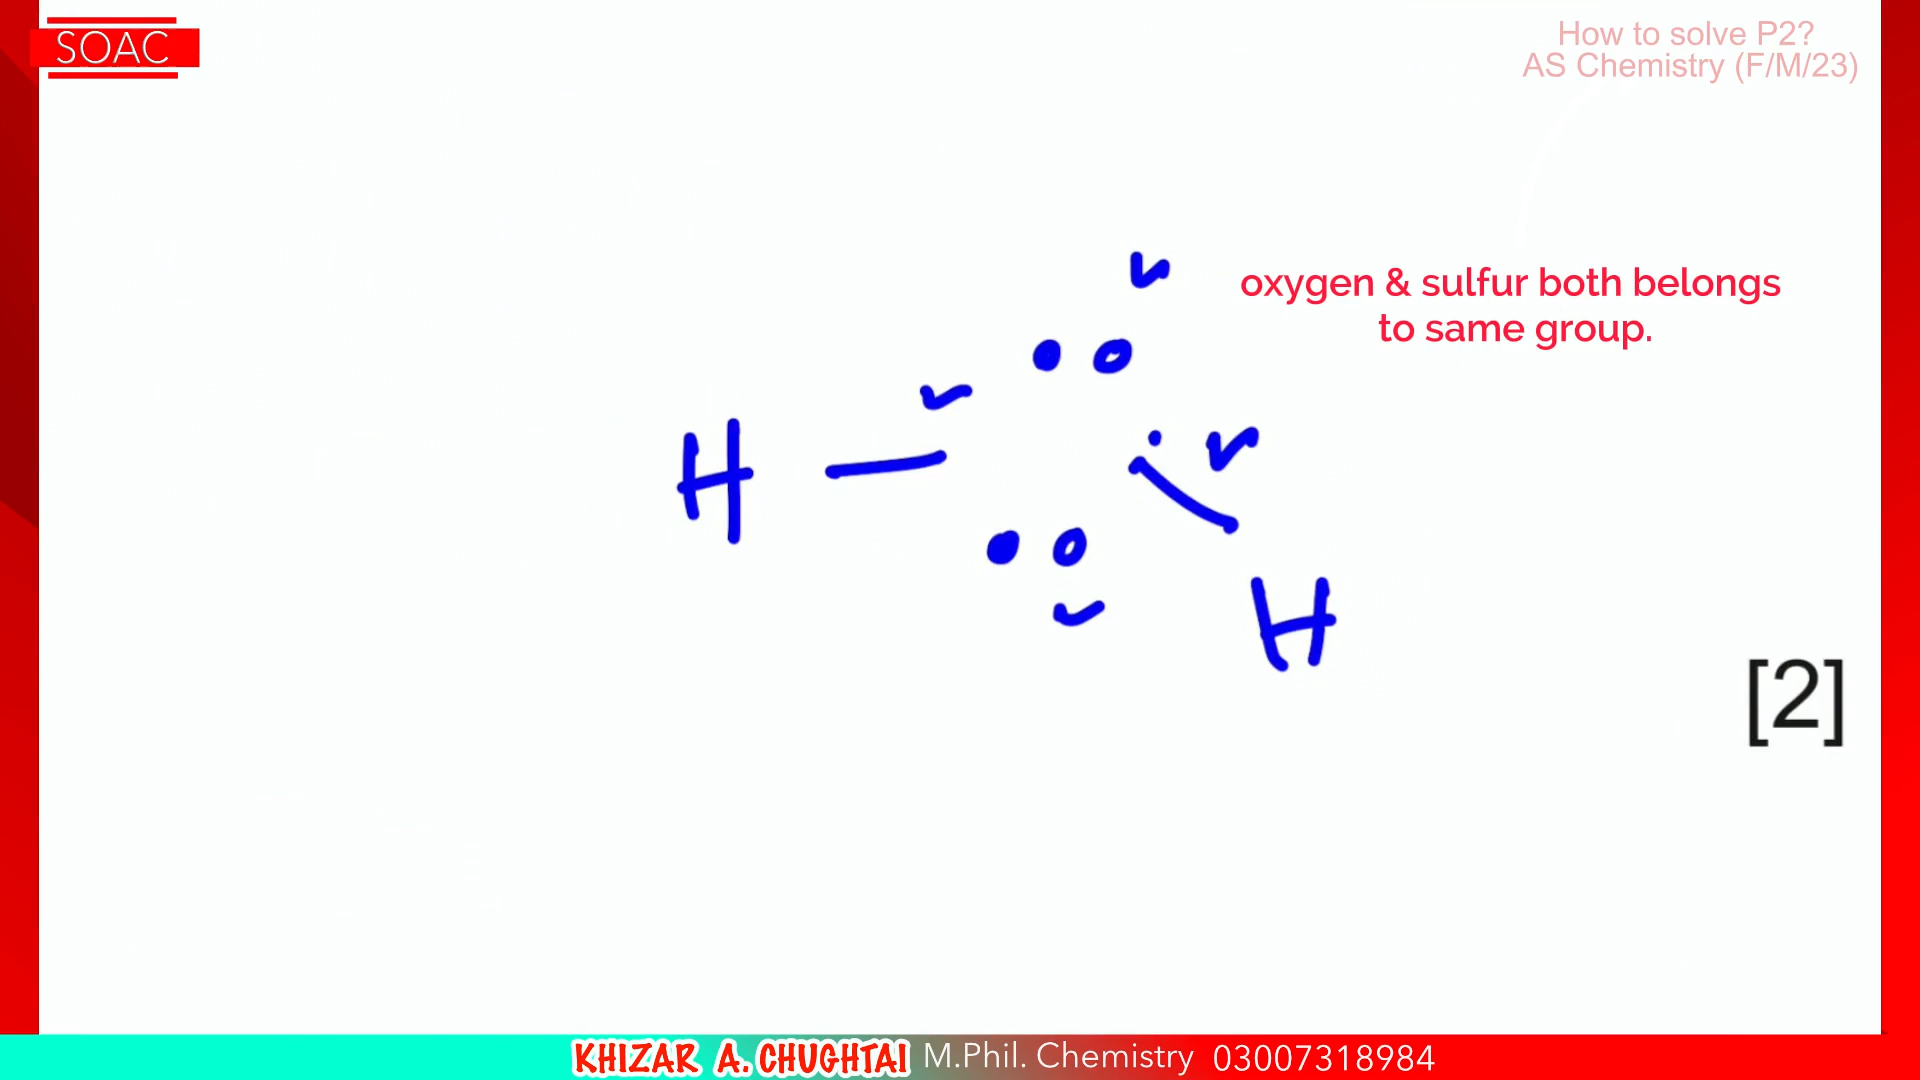 SOAC
How to solve P2?
AS Chemistry (F/M/23)
oxygen & sulfur both belongs
to same group.
H
H
[2]
KHIZAR A. CHUGHTAI M.Phil. Chemistry 03007318984